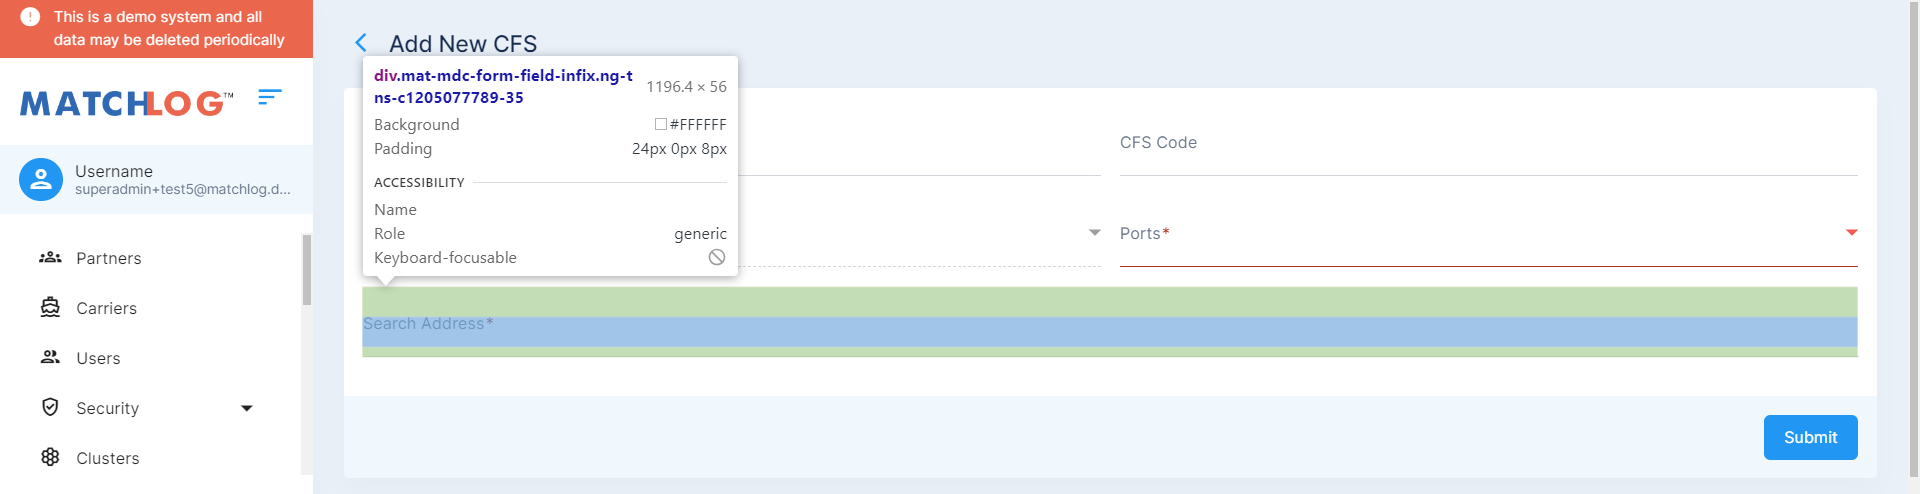 This is a demo system and all
data may be deleted periodically
MATCHLOG™
Username
superadmin+test5@matchlog.d...
Partners
Carriers
Users
Security
Clusters
Add New CFS
div.mat-mdc-form-field-infix.ng-t
ns-c1205077789-35
1196.4 × 56
Background #FFFFFF
Padding 24px 0px 8px
ACCESSIBILITY
Name
Role generic
Keyboard-focusable
CFS Code
Ports*
Search Address*
Submit